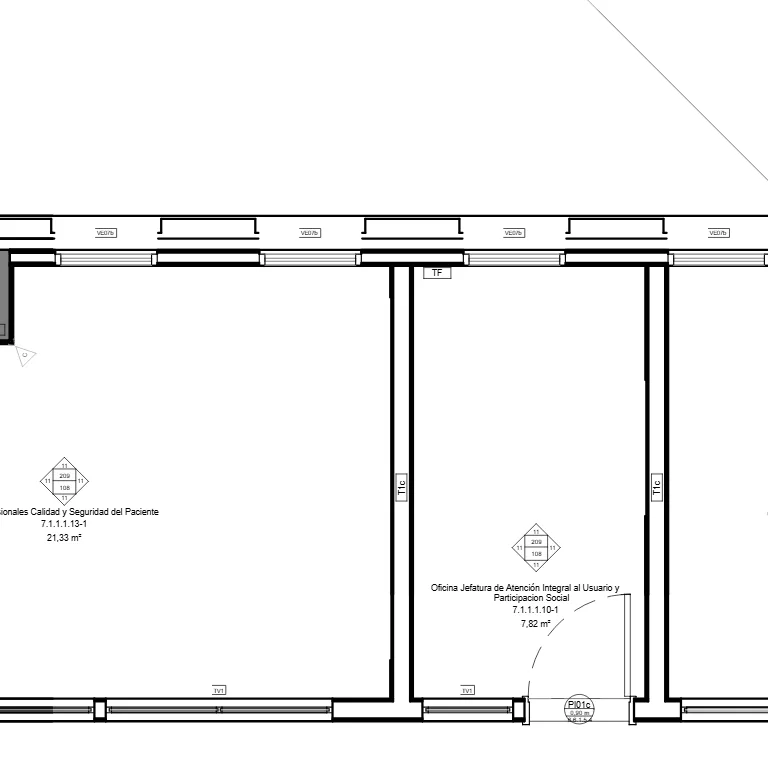 VE07b
VE07b
VE07b
VE07b
TF
C
11
209
11
11
108
11
Calidad y Seguridad del Paciente
7.1.1.1.13-1
21,33 m²
T1c
T1c
11
209
11
11
108
11
Oficina Jefatura de Atención Integral al Usuario y
Participacion Social
7.1.1.1.10-1
7,82 m²
TV1
TV1
PI01c
0,90 m